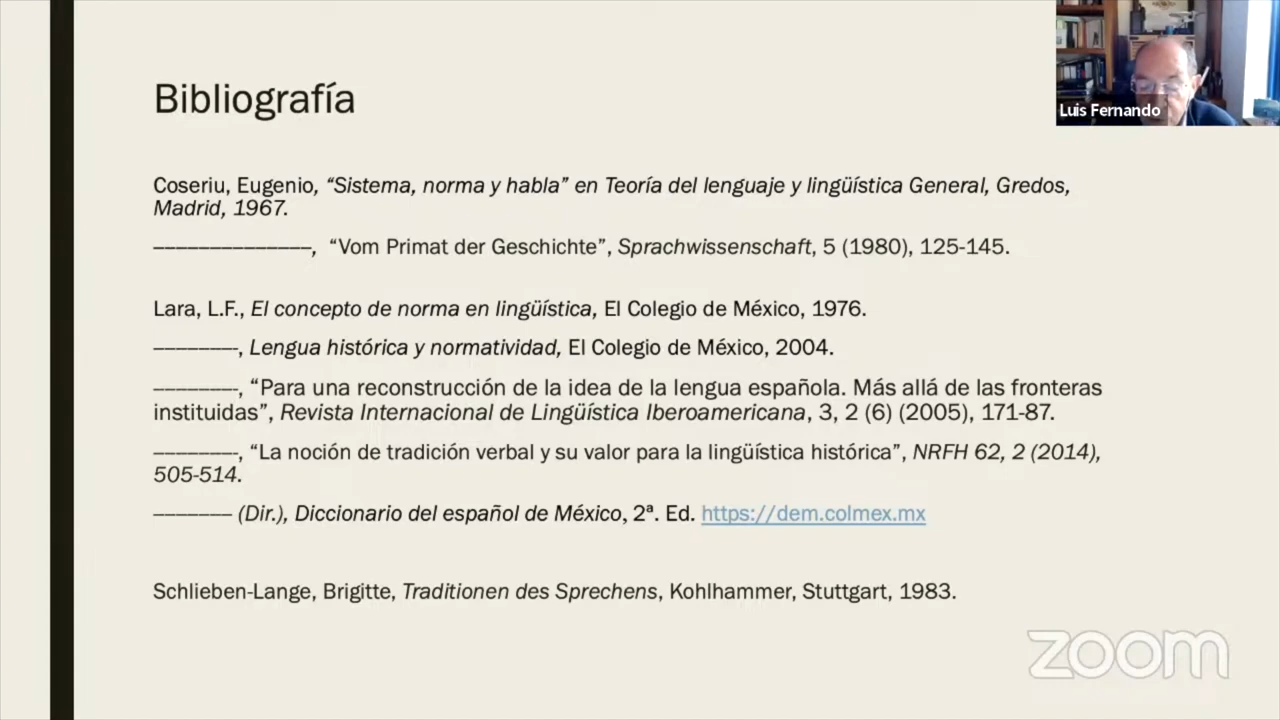 Bibliografía
Luis Fernando
Coseriu, Eugenio, “Sistema, norma y habla” en Teoría del lenguaje y lingüística General, Gredos,
Madrid, 1967.
——————————————, “Vom Primat der Geschichte”, Sprachwissenschaft, 5 (1980), 125-145.
Lara, L.F., El concepto de norma en lingüística, El Colegio de México, 1976.
————————, Lengua histórica y normatividad, El Colegio de México, 2004.
————————, “Para una reconstrucción de la idea de la lengua española. Más allá de las fronteras
instituidas”, Revista Internacional de Lingüística Iberoamericana, 3, 2 (6) (2005), 171-87.
————————, “La noción de tradición verbal y su valor para la lingüística histórica”, NRFH 62, 2 (2014),
505-514.
——————— (Dir.), Diccionario del español de México, 2ª. Ed. https://dem.colmex.mx
Schlieben-Lange, Brigitte, Traditionen des Sprechens, Kohlhammer, Stuttgart, 1983.
zoom